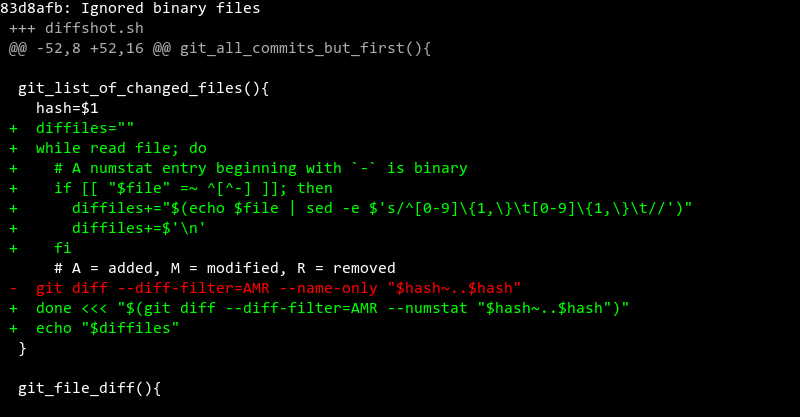 83d8afb: Ignored binary files
+++ diffshot.sh
@@ -52,8 +52,16 @@ git_all_commits_but_first(){
git_list_of_changed_files(){
hash=$1
+ diffiles=""
+ while read file; do
+ # A numstat entry beginning with `-` is binary
+ if [[ "$file" =~ ^[^-] ]]; then
+ diffiles+="$(echo $file | sed -e $'s/^[0-9]\{1,\}\t[0-9]\{1,\}\t//')"
+ diffiles+=$'\n'
+ fi
# A = added, M = modified, R = removed
- git diff --diff-filter=AMR --name-only "$hash~..$hash"
+ done <<< "$(git diff --diff-filter=AMR --numstat "$hash~..$hash")"
+ echo "$diffiles"
}
git_file_diff(){